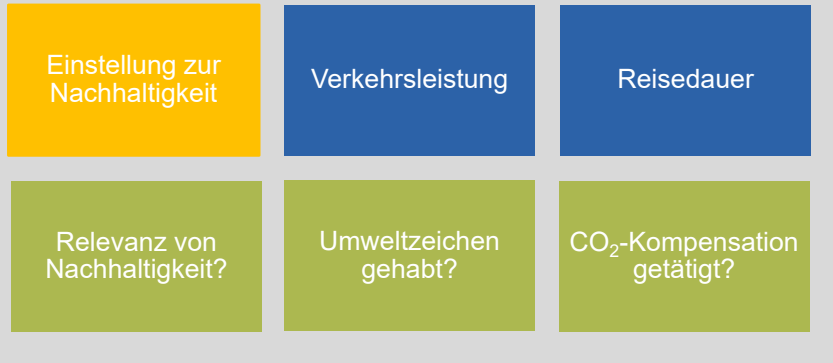 Einstellung zur
Nachhaltigkeit
Verkehrsleistung
Reisedauer
Relevanz von
Nachhaltigkeit?
Umweltzeichen
gehabt?
CO₂-Kompensation
getätigt?